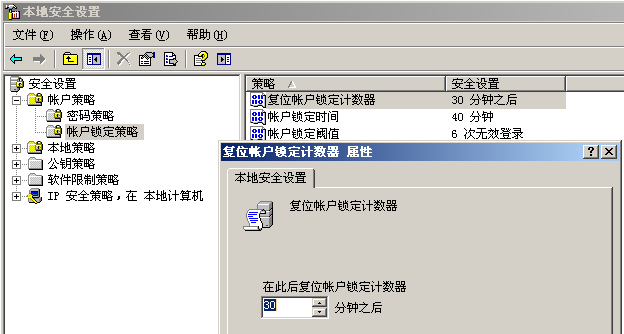 本地安全设置
文件(F) 操作(A) 查看(V) 帮助(H)
安全设置
帐户策略
密码策略
帐户锁定策略
本地策略
公钥策略
软件限制策略
IP 安全策略，在 本地计算机
策略 安全设置
复位帐户锁定计数器 30 分钟之后
帐户锁定时间 40 分钟
帐户锁定阈值 6 次无效登录
复位帐户锁定计数器 属性
本地安全设置
复位帐户锁定计数器
在此后复位帐户锁定计数器
30 分钟之后